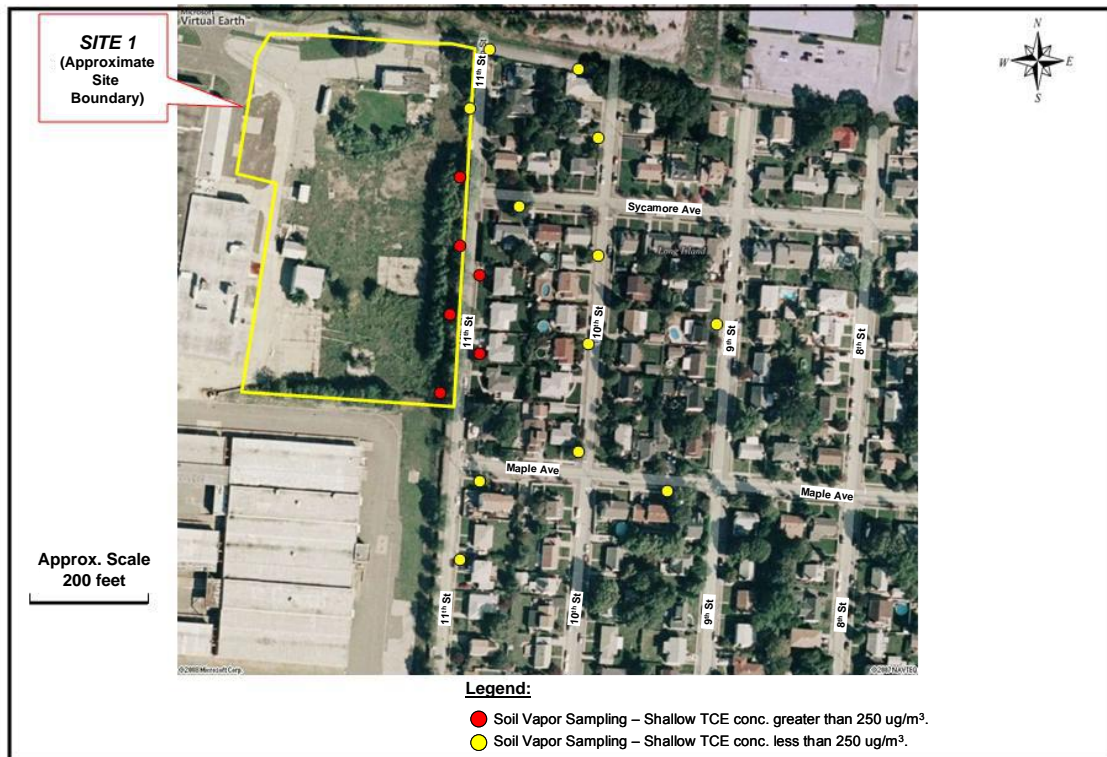 Virtual Earth
SITE 1
(Approximate
Site
Boundary)
N
W
E
S
11th St
St
Sycamore Ave
Long Island
10th St
11th St
9th St
8th St
Maple Ave
Maple Ave
Approx. Scale
200 feet
11th St
10th St
9th St
8th St
©2008 Microsoft Corp.
©2007 NAVTEQ
Legend:
Soil Vapor Sampling – Shallow TCE conc. greater than 250 ug/m³.
Soil Vapor Sampling – Shallow TCE conc. less than 250 ug/m³.